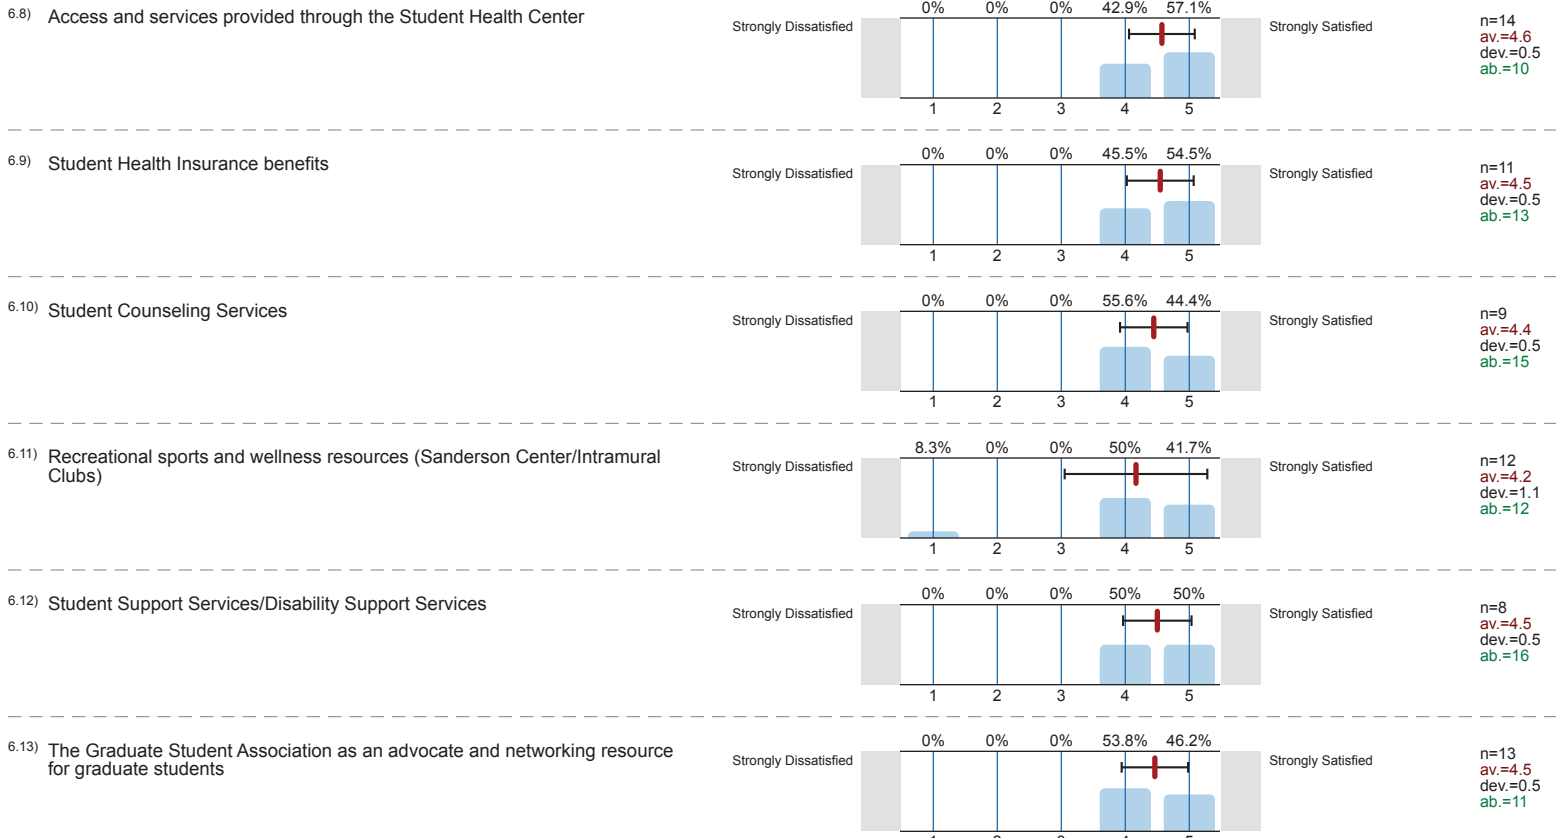 6.8) Access and services provided through the Student Health Center
0% 0% 0% 42.9% 57.1%
Strongly Dissatisfied Strongly Satisfied
n=14
av.=4.6
dev.=0.5
ab.=10
1 2 3 4 5
6.9) Student Health Insurance benefits
0% 0% 0% 45.5% 54.5%
Strongly Dissatisfied Strongly Satisfied
n=11
av.=4.5
dev.=0.5
ab.=13
1 2 3 4 5
6.10) Student Counseling Services
0% 0% 0% 55.6% 44.4%
Strongly Dissatisfied Strongly Satisfied
n=9
av.=4.4
dev.=0.5
ab.=15
1 2 3 4 5
6.11) Recreational sports and wellness resources (Sanderson Center/Intramural
Clubs)
8.3% 0% 0% 50% 41.7%
Strongly Dissatisfied Strongly Satisfied
n=12
av.=4.2
dev.=1.1
ab.=12
1 2 3 4 5
6.12) Student Support Services/Disability Support Services
0% 0% 0% 50% 50%
Strongly Dissatisfied Strongly Satisfied
n=8
av.=4.5
dev.=0.5
ab.=16
1 2 3 4 5
6.13) The Graduate Student Association as an advocate and networking resource
for graduate students
0% 0% 0% 53.8% 46.2%
Strongly Dissatisfied Strongly Satisfied
n=13
av.=4.5
dev.=0.5
ab.=11